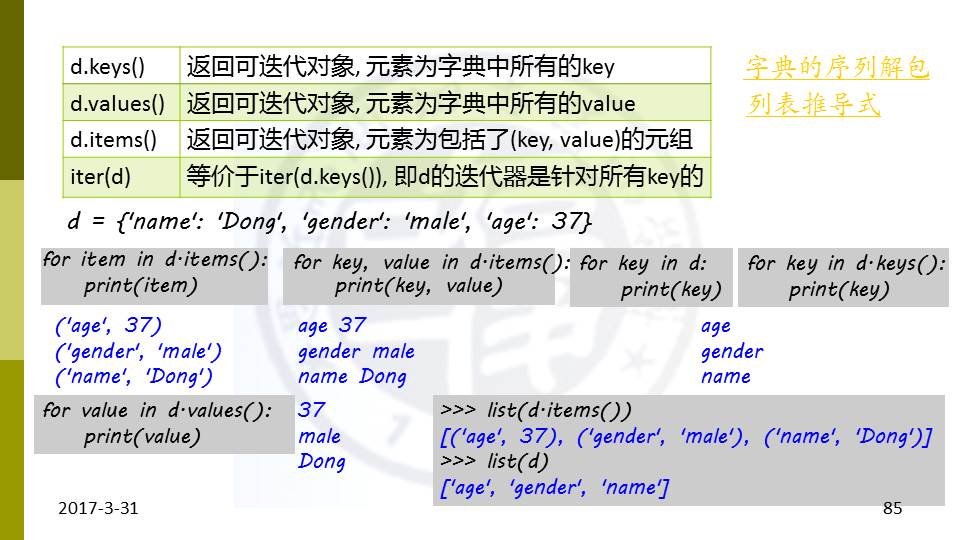 d.keys() 返回可迭代对象, 元素为字典中所有的key
d.values() 返回可迭代对象, 元素为字典中所有的value
d.items() 返回可迭代对象, 元素为包括了(key, value)的元组
iter(d) 等价于iter(d.keys()), 即d的迭代器是针对所有key的
字典的序列解包
列表推导式
d = {'name': 'Dong', 'gender': 'male', 'age': 37}
for item in d.items():
print(item)
for key, value in d.items():
print(key, value)
for key in d:
print(key)
for key in d.keys():
print(key)
('age', 37)
('gender', 'male')
('name', 'Dong')
age 37
gender male
name Dong
age
gender
name
for value in d.values():
print(value)
37
male
Dong
>>> list(d.items())
[('age', 37), ('gender', 'male'), ('name', 'Dong')]
>>> list(d)
['age', 'gender', 'name']
2017-3-31
85